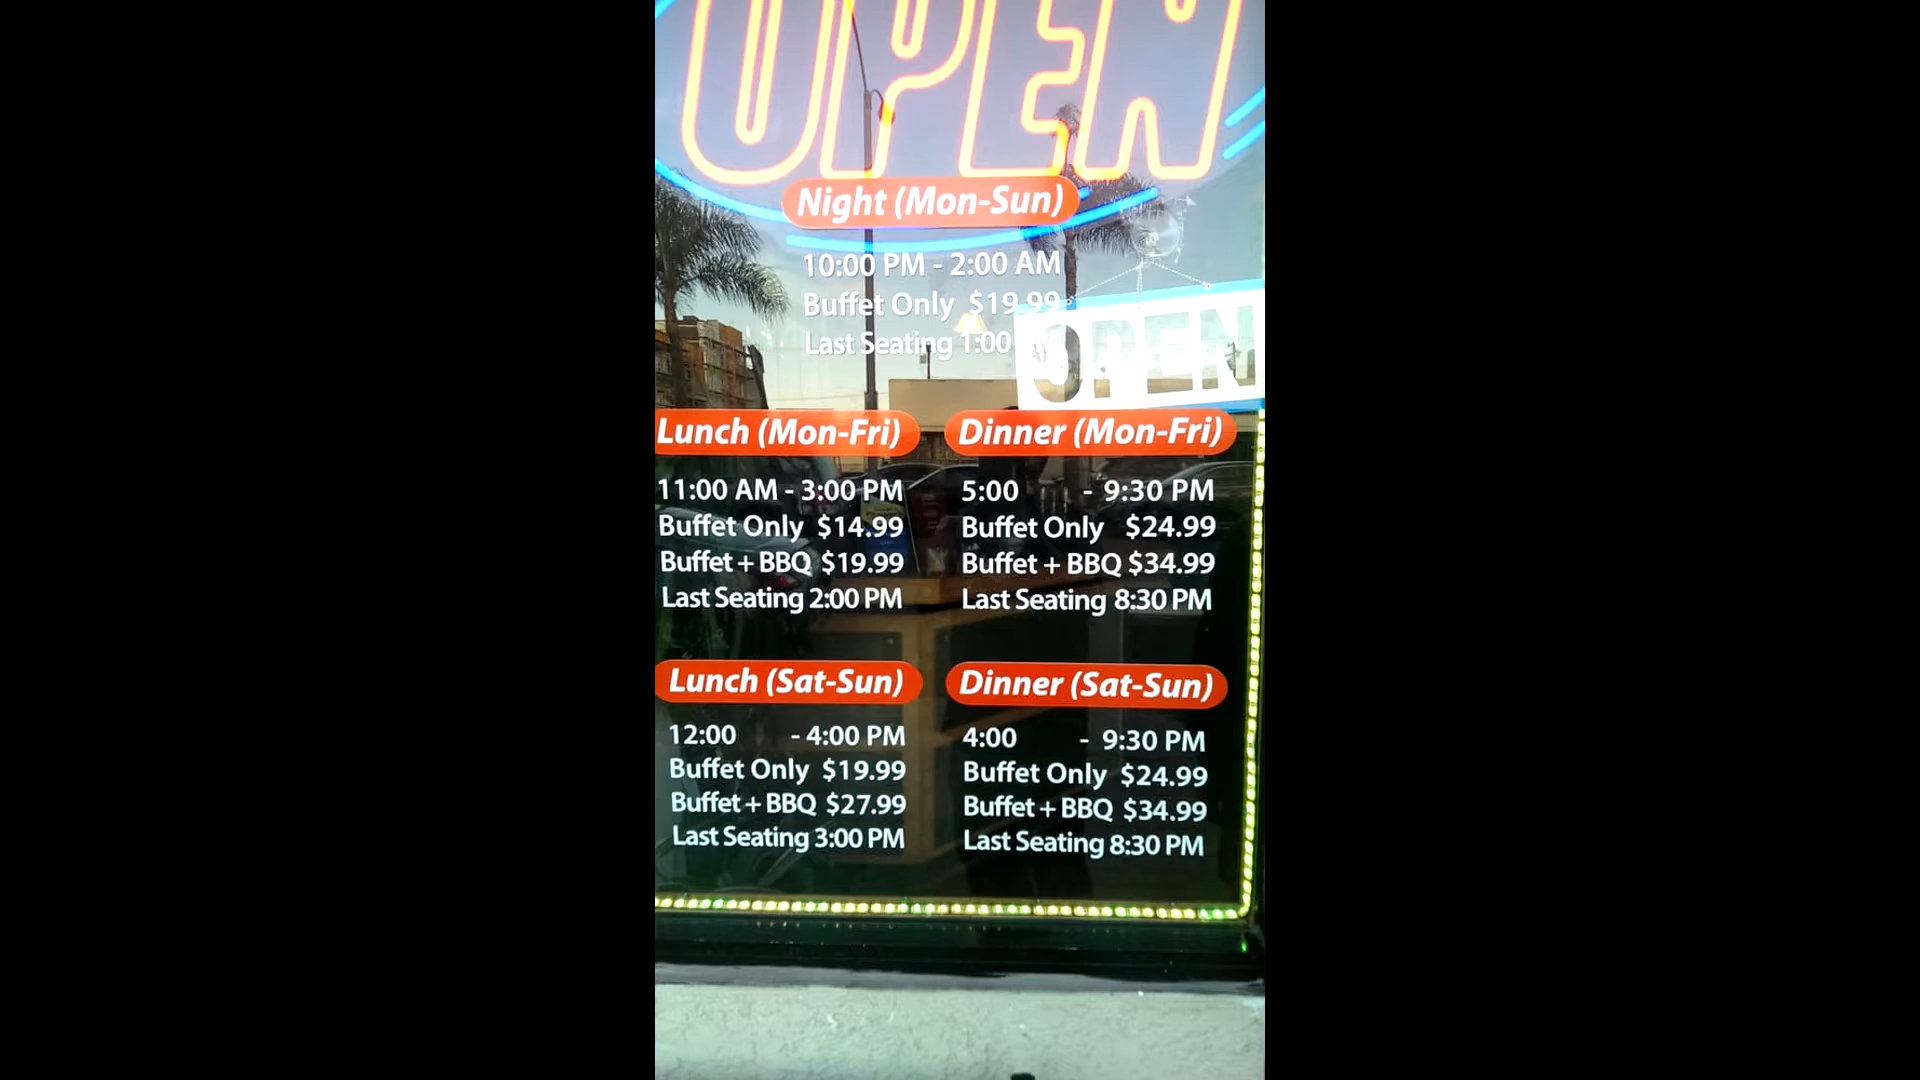 OPEN
Night (Mon-Sun)
10:00 PM - 2:00 AM
Buffet Only $19.99
Last Seating 1:00
OPEN
Lunch (Mon-Fri)
11:00 AM - 3:00 PM
Buffet Only $14.99
Buffet + BBQ $19.99
Last Seating 2:00 PM
Dinner (Mon-Fri)
5:00 - 9:30 PM
Buffet Only $24.99
Buffet + BBQ $34.99
Last Seating 8:30 PM
Lunch (Sat-Sun)
12:00 - 4:00 PM
Buffet Only $19.99
Buffet + BBQ $27.99
Last Seating 3:00 PM
Dinner (Sat-Sun)
4:00 - 9:30 PM
Buffet Only $24.99
Buffet + BBQ $34.99
Last Seating 8:30 PM